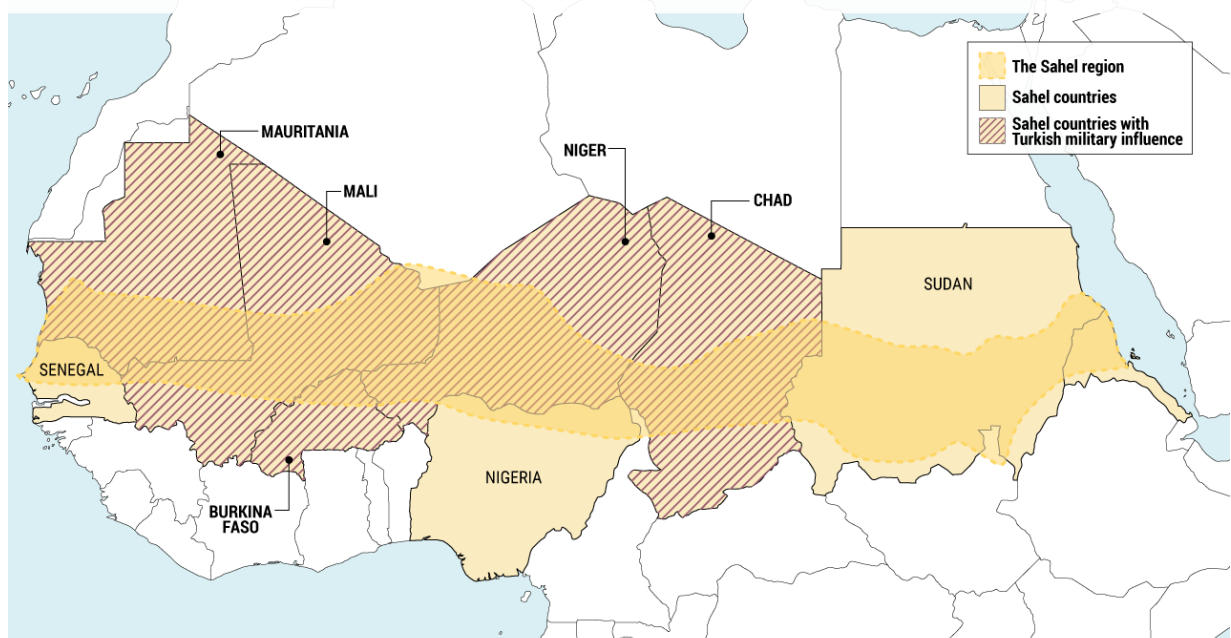 The Sahel region
Sahel countries
Sahel countries with
Turkish military influence
MAURITANIA
NIGER
MALI
CHAD
SUDAN
SENEGAL
NIGERIA
BURKINA
FASO